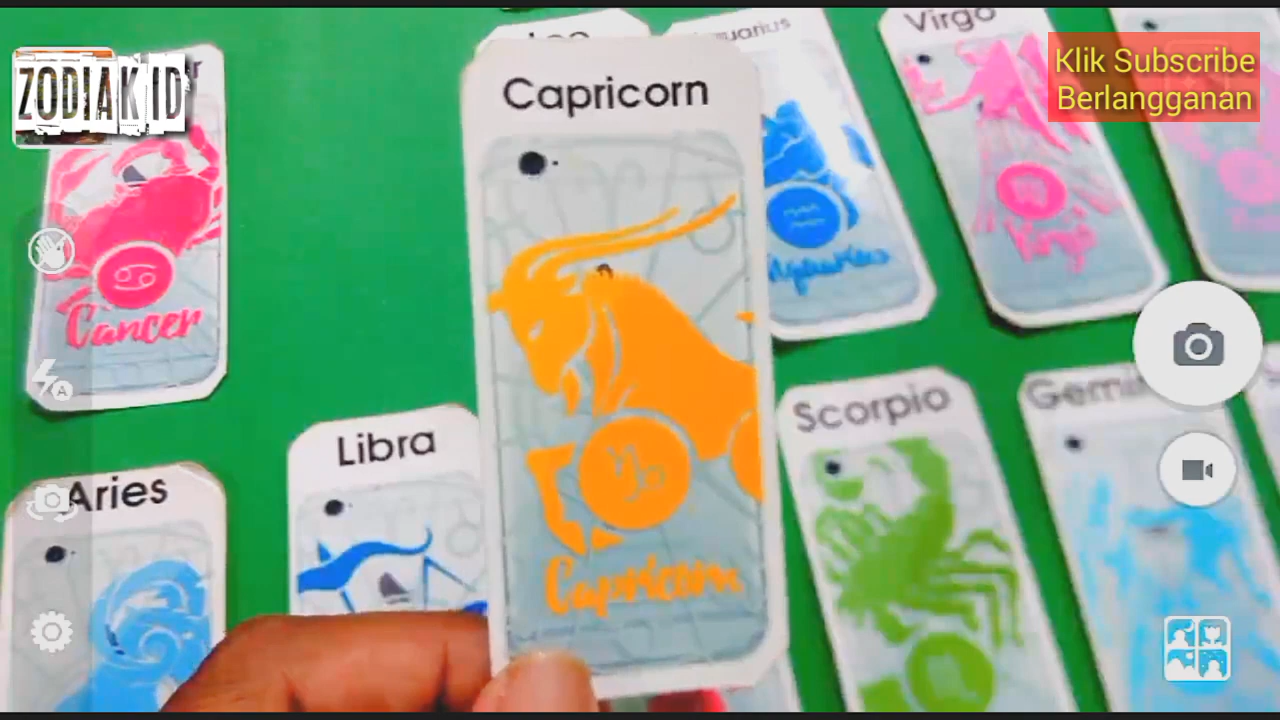 ZODIAK ID
Klik Subscribe
Berlangganan
Capricorn
Capricorn
Virgo
Virgo
Cancer
Libra
Aries
Scorpio
A